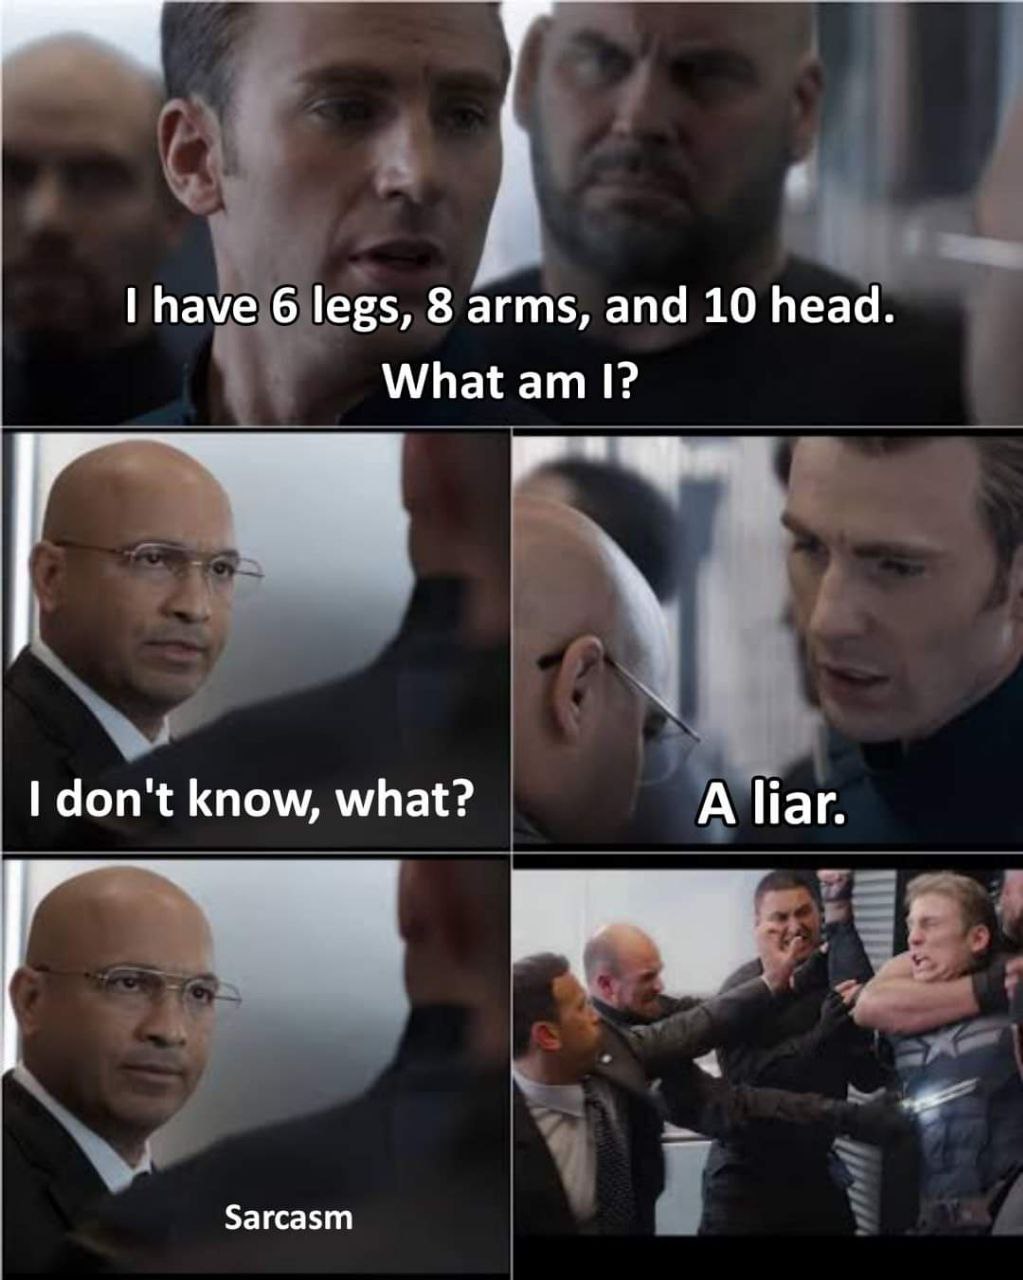 I have 6 legs, 8 arms, and 10 head.
What am I?
I don't know, what?
A liar.
Sarcasm